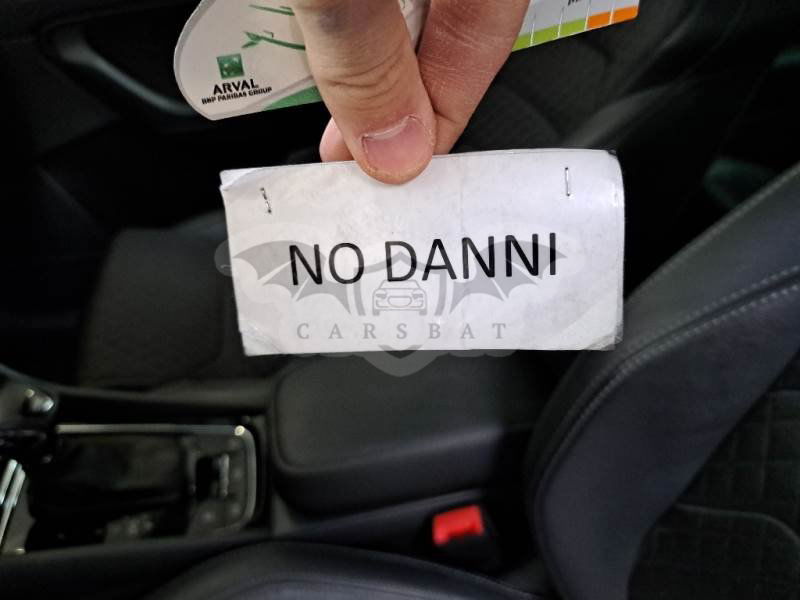 ARVAL
BNP PARIBAS GROUP
NO DANNI
CARSBAT